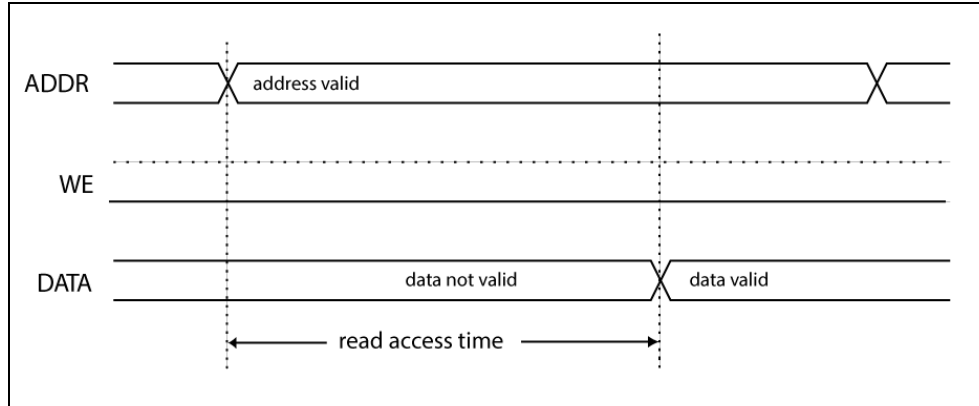 ADDR
address valid
WE
DATA
data not valid
data valid
read access time